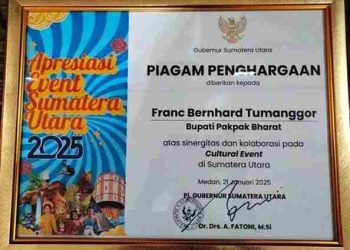 Aprestasi
Event
Sumatera
Utara
2025
Gubernur Sumatera Utara
PIAGAM PENGHARGAAN
diberikan kepada
Franc Bernhard Tumanggor
Bupati Pakpak Bharat
atas sinergitas dan kolaborasi pada
Cultural Event
di Sumatera Utara
Medan, 21 Januari 2025
Pj. GUBERNUR SUMATERA UTARA
Dr. Drs. A. FATONI, M.Si